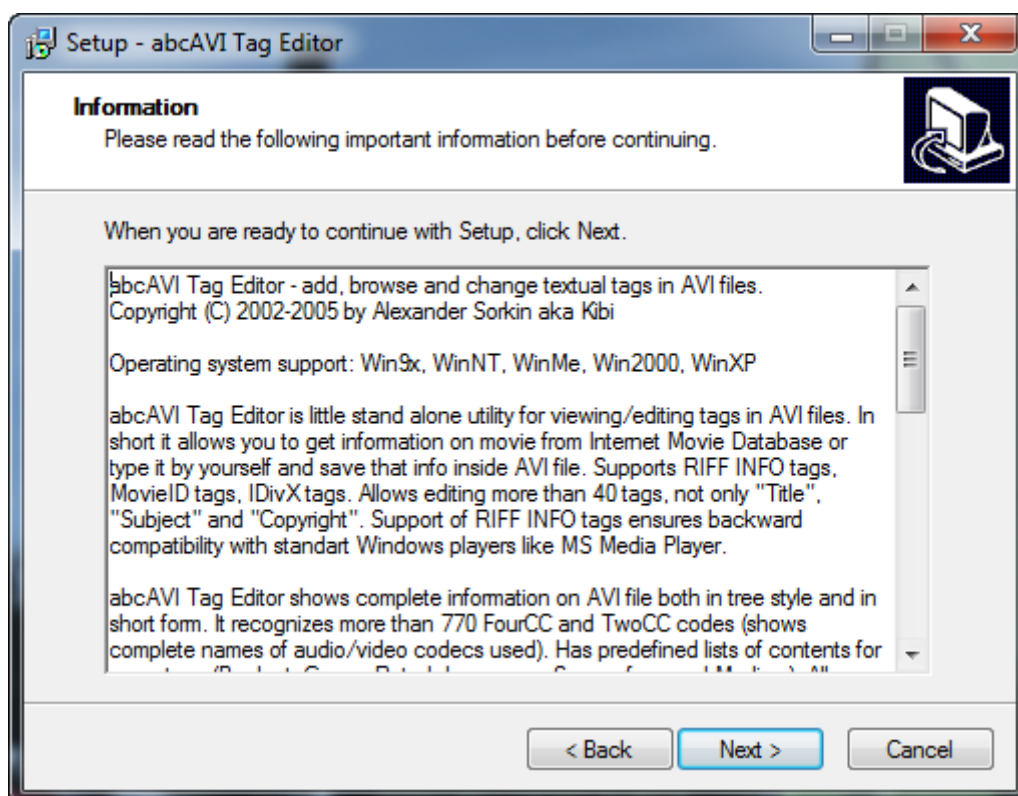 Setup - abcAVI Tag Editor
Information
Please read the following important information before continuing.
When you are ready to continue with Setup, click Next.
abcAVI Tag Editor - add, browse and change textual tags in AVI files.
Copyright (C) 2002-2005 by Alexander Sorkin aka Kibi
Operating system support: Win9x, WinNT, WinMe, Win2000, WinXP
abcAVI Tag Editor is little stand alone utility for viewing/editing tags in AVI files. In
short it allows you to get information on movie from Internet Movie Database or
type it by yourself and save that info inside AVI file. Supports RIFF INFO tags,
MovieID tags, IDivX tags. Allows editing more than 40 tags, not only "Title",
"Subject" and "Copyright". Support of RIFF INFO tags ensures backward
compatibility with standart Windows players like MS Media Player.
abcAVI Tag Editor shows complete information on AVI file both in tree style and in
short form. It recognizes more than 770 FourCC and TwoCC codes (shows
complete names of audio/video codecs used). Has predefined lists of contents for
< Back
Next >
Cancel